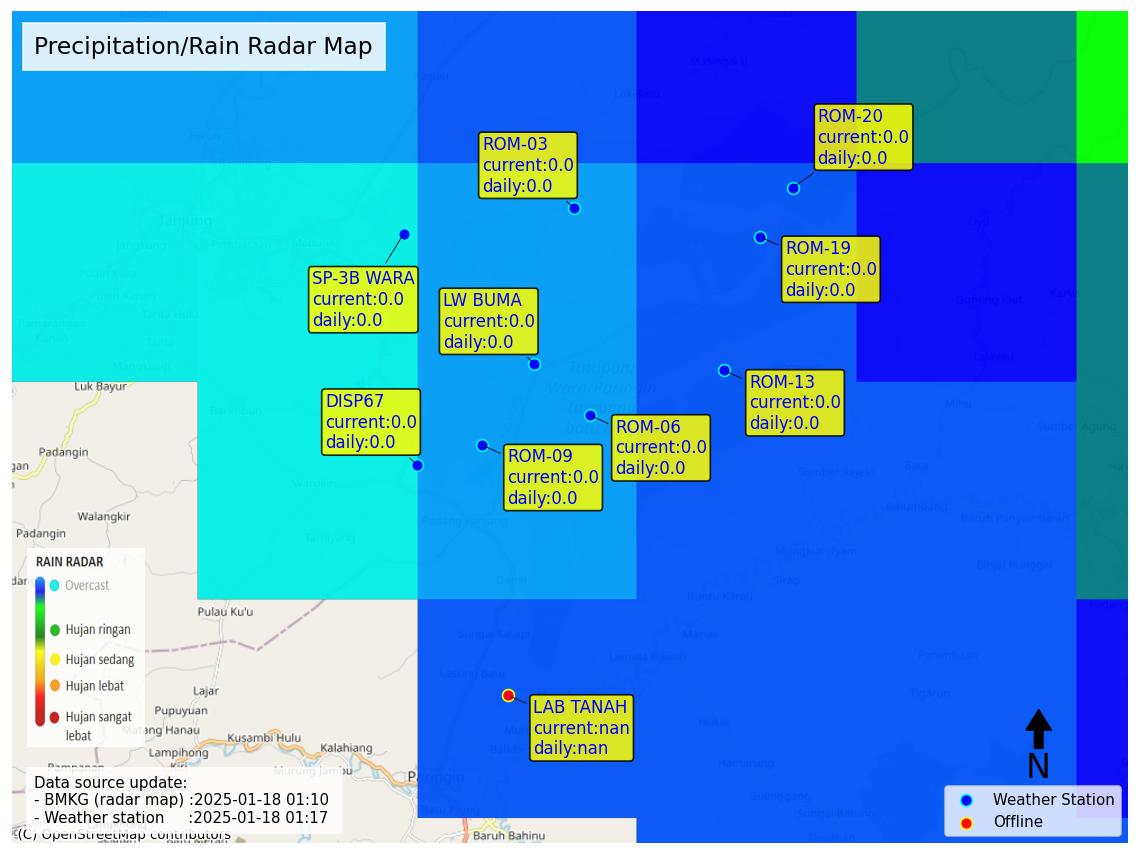 Precipitation/Rain Radar Map
ROM-20
current:0.0
daily:0.0
ROM-03
current:0.0
daily:0.0
Tanjung
ROM-19
current:0.0
daily:0.0
SP-3B WARA
current:0.0
daily:0.0
LW BUMA
current:0.0
daily:0.0
Luk Bayur
ROM-13
current:0.0
daily:0.0
DISP67
current:0.0
daily:0.0
ROM-06
current:0.0
daily:0.0
ROM-09
current:0.0
daily:0.0
Padangin
Walangkir
Padangin
RAIN RADAR
Overcast
Hujan ringan
Hujan sedang
Hujan lebat
Hujan sangat
lebat
Pulau Ku'u
Lajar
Pupuyuan
Matang Hanau
Kusambi Hulu
Lampihong
Kalahiang
Murung Jambu
Paringin
LAB TANAH
current:nan
daily:nan
N
Data source update:
- BMKG (radar map) :2025-01-18 01:10
- Weather station :2025-01-18 01:17
(C) OpenStreetMap contributors
Baruh Bahinu
Weather Station
Offline